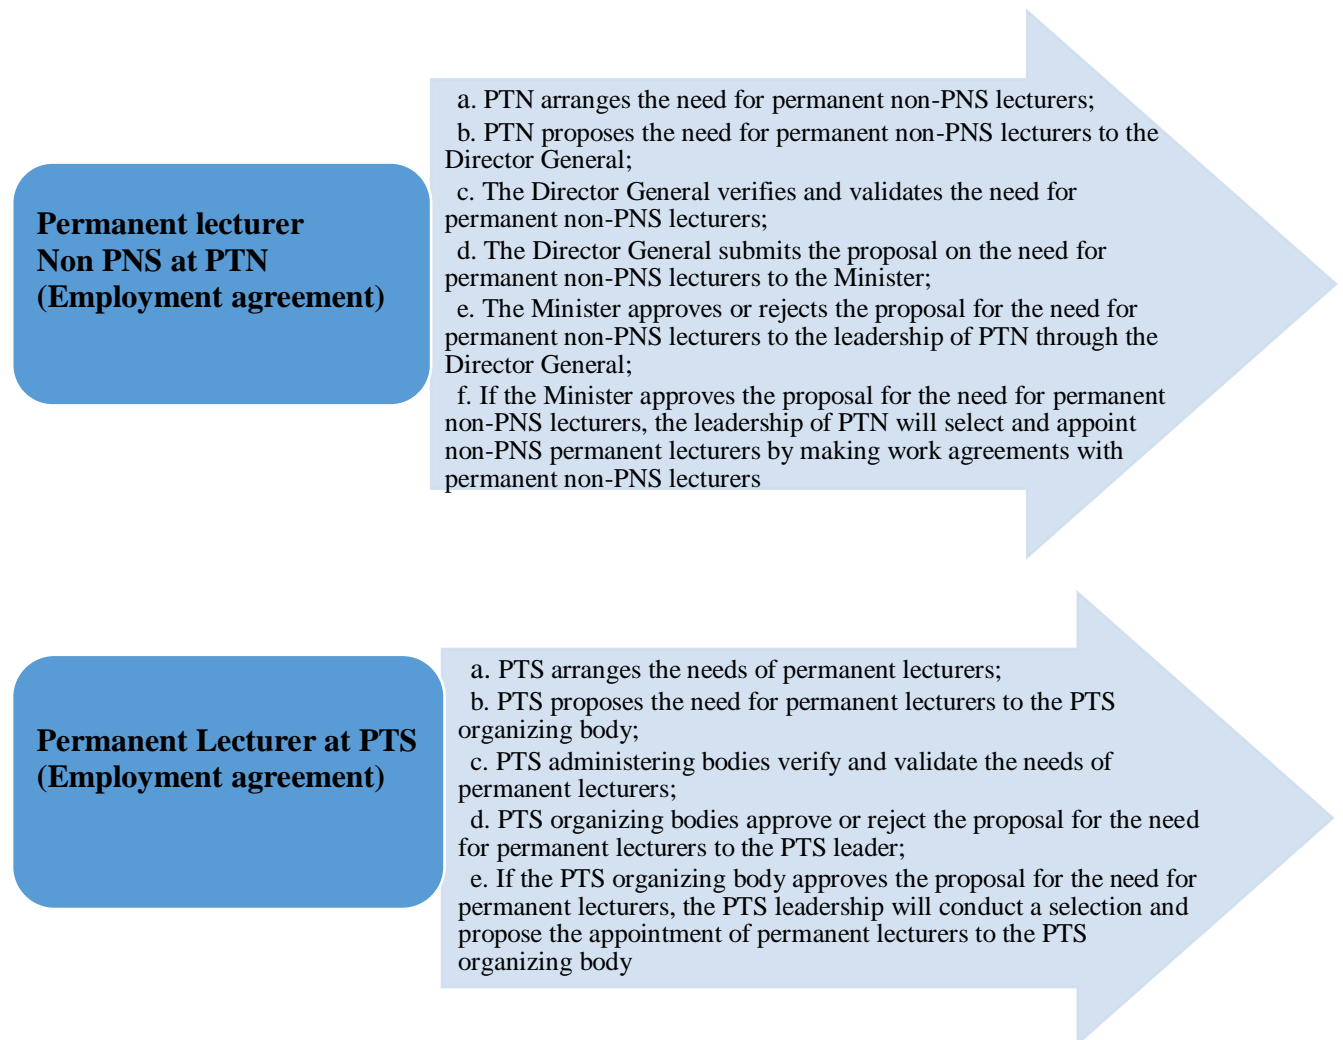 Permanent lecturer
Non PNS at PTN
(Employment agreement)
a. PTN arranges the need for permanent non-PNS lecturers;
b. PTN proposes the need for permanent non-PNS lecturers to the
Director General;
c. The Director General verifies and validates the need for
permanent non-PNS lecturers;
d. The Director General submits the proposal on the need for
permanent non-PNS lecturers to the Minister;
e. The Minister approves or rejects the proposal for the need for
permanent non-PNS lecturers to the leadership of PTN through the
Director General;
f. If the Minister approves the proposal for the need for permanent
non-PNS lecturers, the leadership of PTN will select and appoint
non-PNS permanent lecturers by making work agreements with
permanent non-PNS lecturers
Permanent Lecturer at PTS
(Employment agreement)
a. PTS arranges the needs of permanent lecturers;
b. PTS proposes the need for permanent lecturers to the PTS
organizing body;
c. PTS administering bodies verify and validate the needs of
permanent lecturers;
d. PTS organizing bodies approve or reject the proposal for the need
for permanent lecturers to the PTS leader;
e. If the PTS organizing body approves the proposal for the need for
permanent lecturers, the PTS leadership will conduct a selection and
propose the appointment of permanent lecturers to the PTS
organizing body